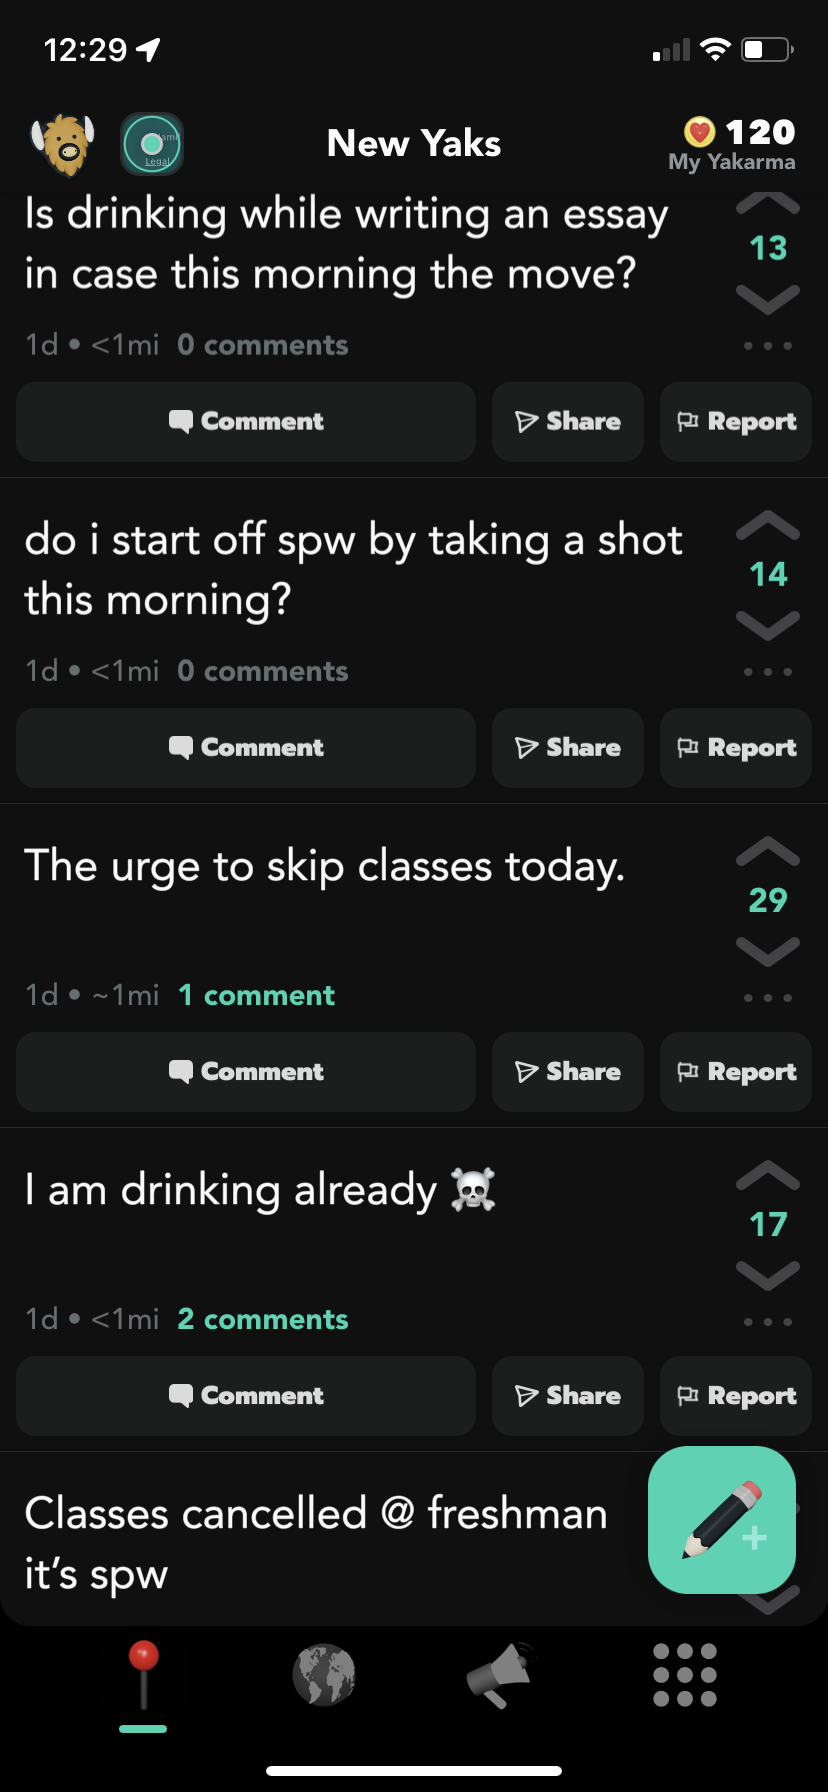 12:29
Legal
New Yaks
120
My Yakarma
Is drinking while writing an essay
in case this morning the move?
13
1d • <1mi 0 comments
Comment
Share
Report
do i start off spw by taking a shot
this morning?
14
1d • <1mi 0 comments
Comment
Share
Report
The urge to skip classes today.
29
1d • ~1mi 1 comment
Comment
Share
Report
I am drinking already ☠️
17
1d • <1mi 2 comments
Comment
Share
Report
Classes cancelled @ freshman
it’s spw